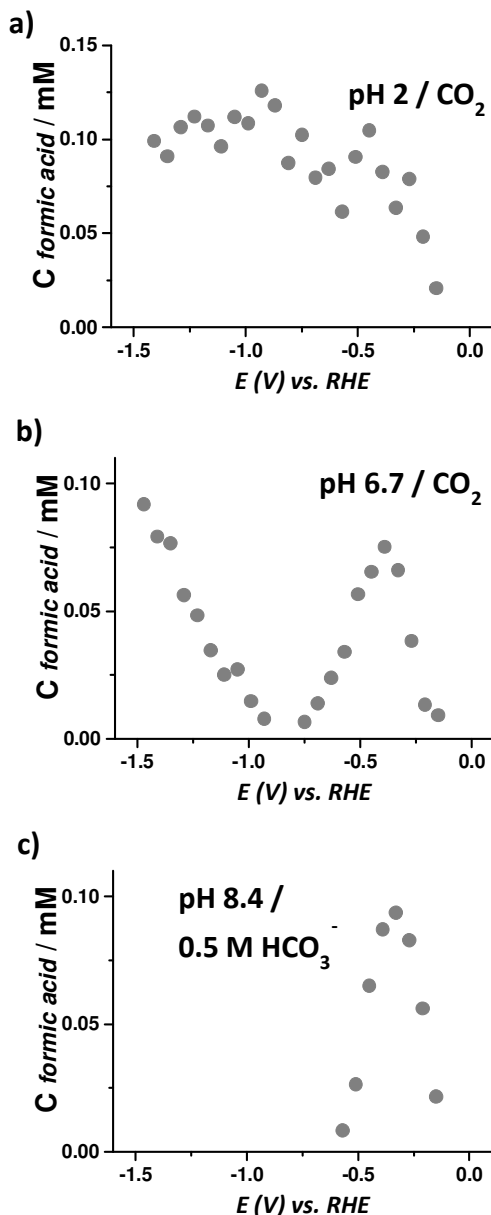 a)
pH 2 / CO₂
C formic acid / mM
0.15
0.10
0.05
0.00
-1.5 -1.0 -0.5 0.0
E (V) vs. RHE
b)
pH 6.7 / CO₂
C formic acid / mM
0.10
0.05
0.00
-1.5 -1.0 -0.5 0.0
E (V) vs. RHE
c)
pH 8.4 /
0.5 M HCO₃⁻
C formic acid / mM
0.10
0.05
0.00
-1.5 -1.0 -0.5 0.0
E (V) vs. RHE